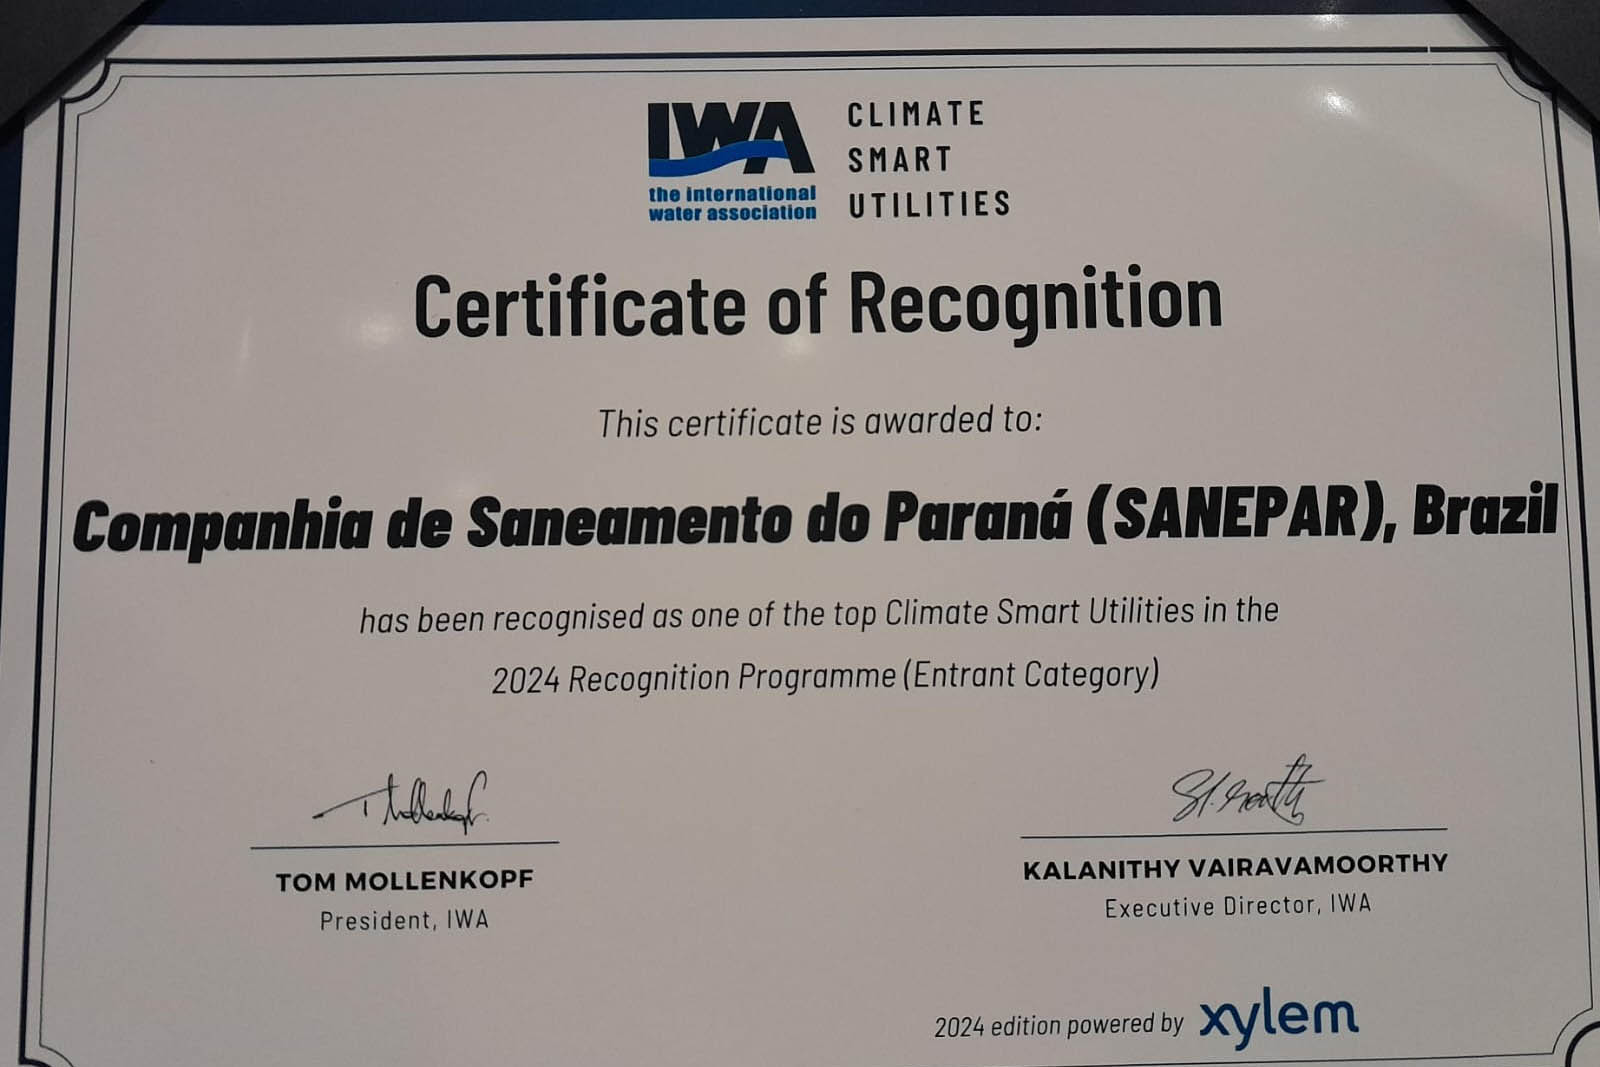 IWA
the international
water association
CLIMATE
SMART
UTILITIES
Certificate of Recognition
This certificate is awarded to:
Companhia de Saneamento do Paraná (SANEPAR), Brazil
has been recognised as one of the top Climate Smart Utilities in the
2024 Recognition Programme (Entrant Category)
TOM MOLLENKOPF
President, IWA
KALANITHY VAIRAVAMOORTHY
Executive Director, IWA
2024 edition powered by xylem